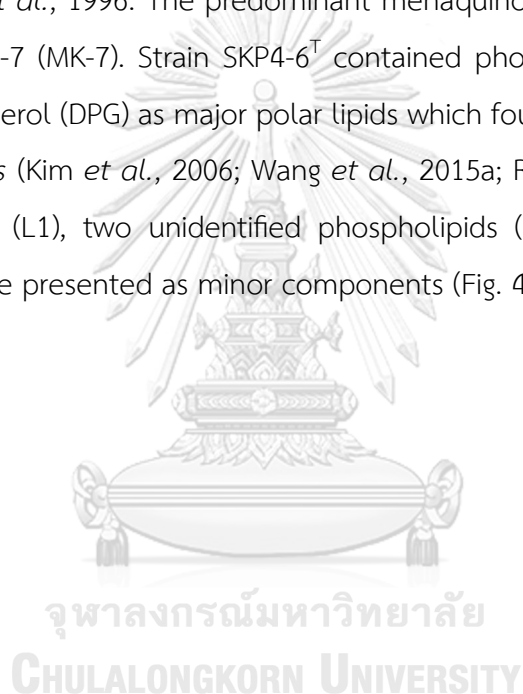 et al., 1996. The predominant menaquino
-7 (MK-7). Strain SKP4-6ᵀ contained pho
erol (DPG) as major polar lipids which fou
s (Kim et al., 2006; Wang et al., 2015a;
(L1), two unidentified phospholipids (
e presented as minor components (Fig. 4
จุฬาลงกรณ์มหาวิทยาลัย
CHULALONGKORN UNIVERSITY